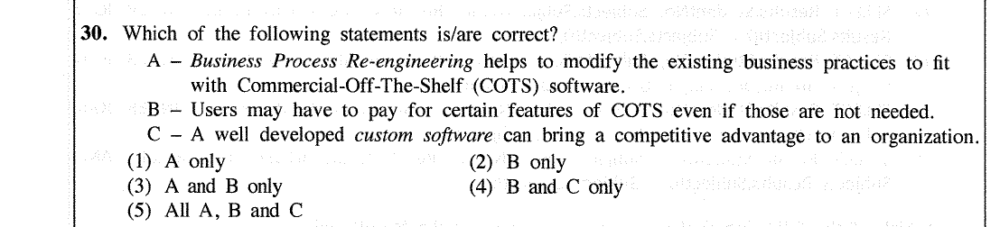 30. Which of the following statements is/are correct?
A – Business Process Re-engineering helps to modify the existing business practices to fit
with Commercial-Off-The-Shelf (COTS) software.
B – Users may have to pay for certain features of COTS even if those are not needed.
C – A well developed custom software can bring a competitive advantage to an organization.
(1) A only (2) B only
(3) A and B only (4) B and C only
(5) All A, B and C